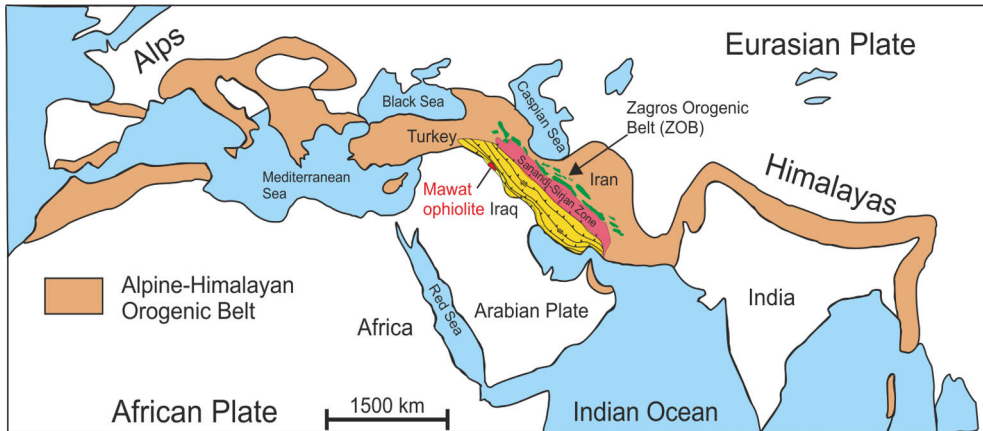 Alps
Eurasian Plate
Black Sea
Caspian Sea
Zagros Orogenic
Belt (ZOB)
Turkey
Mediterranean
Sea
Sanandj-Sirjan Zone
Iran
Himalayas
Mawat
ophiolite Iraq
Alpine-Himalayan
Orogenic Belt
Red Sea
Arabian Plate
India
Africa
African Plate
1500 km
Indian Ocean